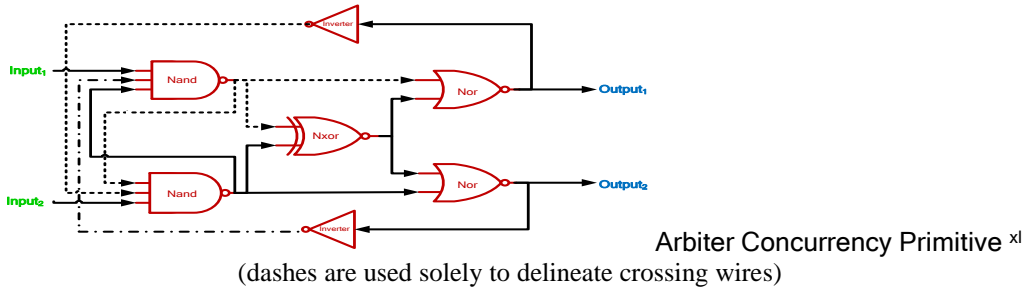 Inverter
Input₁
Nand
Nor
Output₁
Nxor
Nand
Nor
Output₂
Input₂
Inverter
Arbiter Concurrency Primitive ˣˡ
(dashes are used solely to delineate crossing wires)